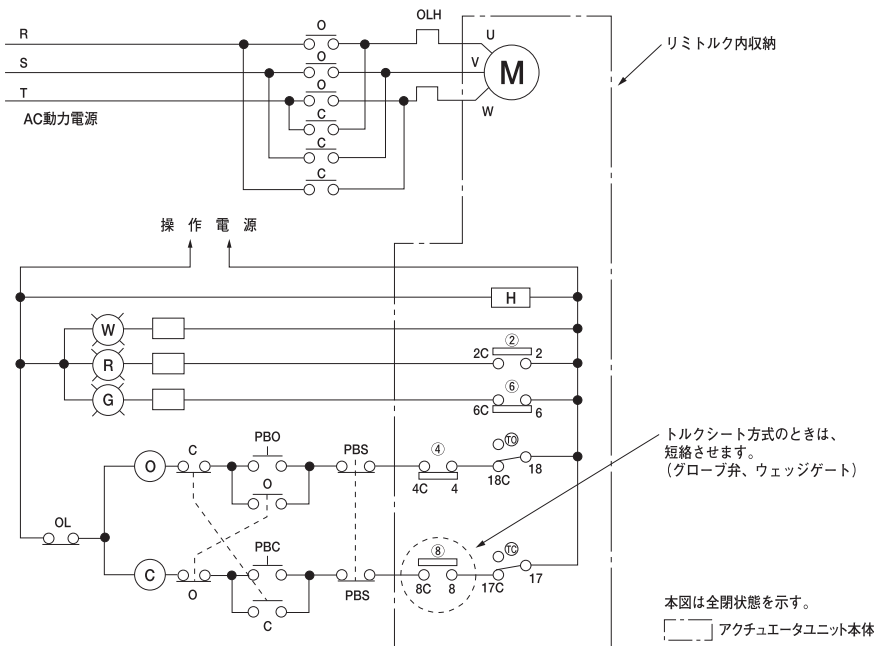 R
S
T
AC動力電源
O
O
O
C
C
C
OLH
U
V
W
M
リミトルク内収納
操作電源
H
W
R
G
②
2C 2
⑥
6C 6
O
C
PBO
O
PBS
④
4C 4
TO
18C 18
OL
C
O
PBC
C
PBS
⑧
8C 8
TC
17C 17
トルクシート方式のときは、
短絡させます。
(グローブ弁、ウェッジゲート)
本図は全閉状態を示す。
アクチュエータユニット本体